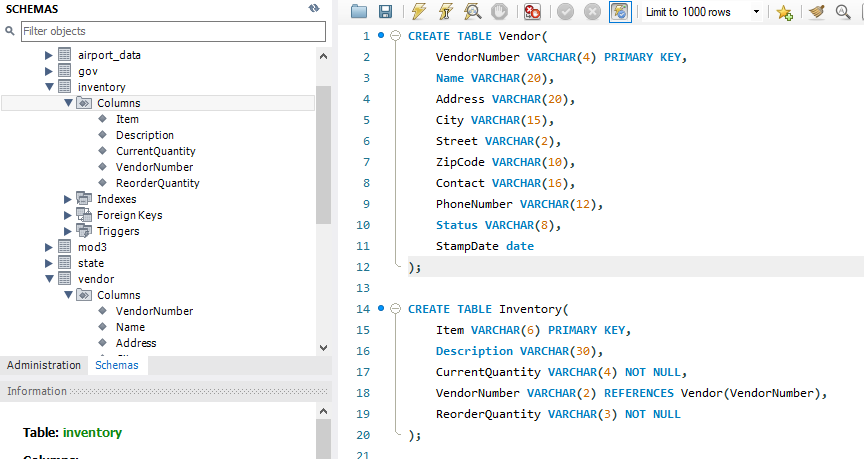 SCHEMAS
Filter objects
airport_data
gov
inventory
Columns
Item
Description
CurrentQuantity
VendorNumber
ReorderQuantity
Indexes
Foreign Keys
Triggers
mod3
state
vendor
Columns
VendorNumber
Name
Address
Administration Schemas
Information
Table: inventory
Limit to 1000 rows
1 CREATE TABLE Vendor(
2 VendorNumber VARCHAR(4) PRIMARY KEY,
3 Name VARCHAR(20),
4 Address VARCHAR(20),
5 City VARCHAR(15),
6 Street VARCHAR(2),
7 ZipCode VARCHAR(10),
8 Contact VARCHAR(16),
9 PhoneNumber VARCHAR(12),
10 Status VARCHAR(8),
11 StampDate date
12 );
13
14 CREATE TABLE Inventory(
15 Item VARCHAR(6) PRIMARY KEY,
16 Description VARCHAR(30),
17 CurrentQuantity VARCHAR(4) NOT NULL,
18 VendorNumber VARCHAR(2) REFERENCES Vendor(VendorNumber),
19 ReorderQuantity VARCHAR(3) NOT NULL
20 );
21